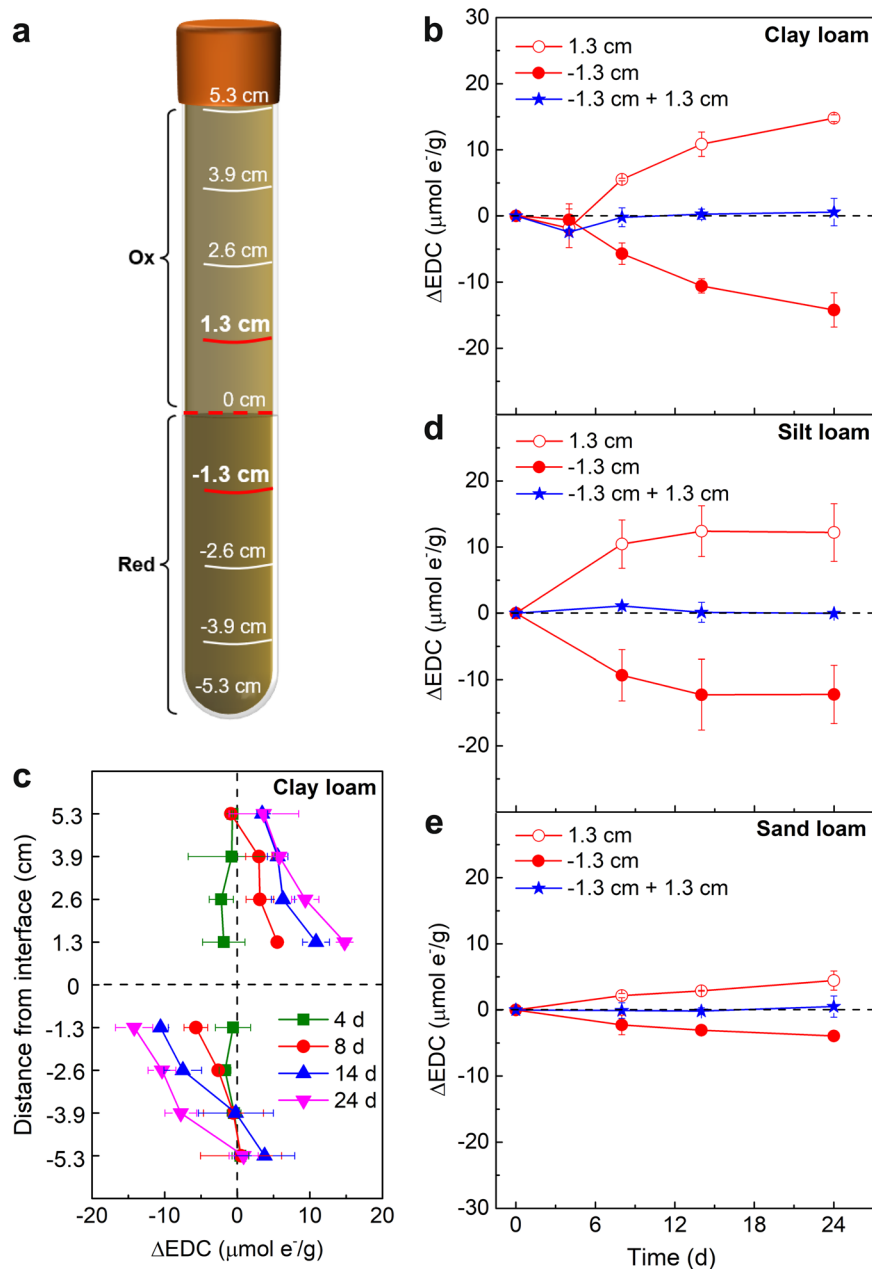 a
5.3 cm
3.9 cm
2.6 cm
1.3 cm
0 cm
-1.3 cm
-2.6 cm
-3.9 cm
-5.3 cm
Ox
Red
b
Clay loam
1.3 cm
-1.3 cm
-1.3 cm + 1.3 cm
30
20
10
0
-10
-20
ΔEDC (μmol e⁻/g)
d
Silt loam
1.3 cm
-1.3 cm
-1.3 cm + 1.3 cm
20
10
0
-10
-20
ΔEDC (μmol e⁻/g)
c
Clay loam
5.3
3.9
2.6
1.3
0
-1.3
-2.6
-3.9
-5.3
Distance from interface (cm)
4 d
8 d
14 d
24 d
-20
-10
0
10
20
ΔEDC (μmol e⁻/g)
e
Sand loam
1.3 cm
-1.3 cm
-1.3 cm + 1.3 cm
20
10
0
-10
-20
-30
ΔEDC (μmol e⁻/g)
0
6
12
18
24
Time (d)